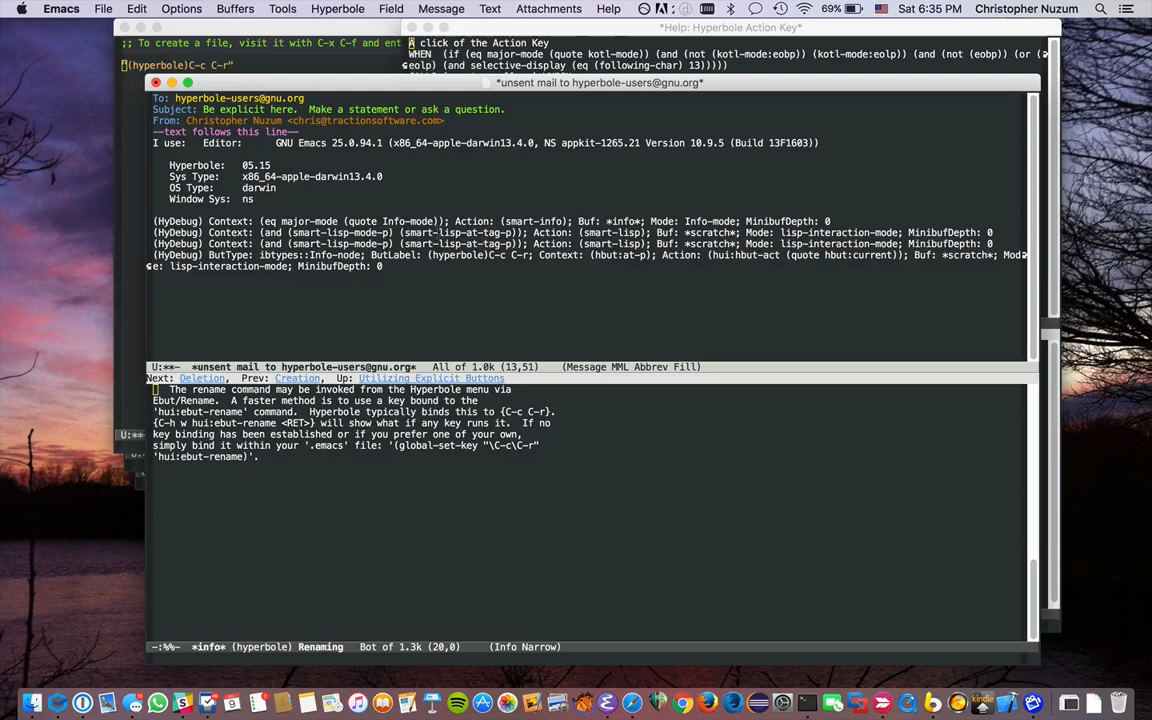 Emacs File Edit Options Buffers Tools Hyperbole Field Message Text Attachments Help 69% Sat 6:35 PM Christopher Nuzum
*Help: Hyperbole Action Key*
;; To create a file, visit it with C-x C-f and ent
"(hyperbole)C-c C-r"
A click of the Action Key
WHEN  (if (eq major-mode (quote kotl-mode)) (and (not (kotl-mode:eobp)) (kotl-mode:eolp)) (and (not (eobp)) (or (
eolp) (and selective-display (eq (following-char) 13)))))
*unsent mail to hyperbole-users@gnu.org*
To: hyperbole-users@gnu.org
Subject: Be explicit here.  Make a statement or ask a question.
From: Christopher Nuzum <chris@tractionsoftware.com>
--text follows this line--
I use:   Editor:      GNU Emacs 25.0.94.1 (x86_64-apple-darwin13.4.0, NS appkit-1265.21 Version 10.9.5 (Build 13F1603))
Hyperbole:   05.15
Sys Type:    x86_64-apple-darwin13.4.0
OS Type:     darwin
Window Sys:  ns
(HyDebug) Context: (eq major-mode (quote Info-mode)); Action: (smart-info); Buf: *info*; Mode: Info-mode; MinibufDepth: 0
(HyDebug) Context: (and (smart-lisp-mode-p) (smart-lisp-at-tag-p)); Action: (smart-lisp); Buf: *scratch*; Mode: lisp-interaction-mode; MinibufDepth: 0
(HyDebug) Context: (and (smart-lisp-mode-p) (smart-lisp-at-tag-p)); Action: (smart-lisp); Buf: *scratch*; Mode: lisp-interaction-mode; MinibufDepth: 0
(HyDebug) ButType: ibtypes::Info-node; ButLabel: (hyperbole)C-c C-r; Context: (hbut:at-p); Action: (hui:hbut-act (quote hbut:current)); Buf: *scratch*; Mod
e: lisp-interaction-mode; MinibufDepth: 0
U:**-  *unsent mail to hyperbole-users@gnu.org*   All of 1.0k (13,51)    (Message MML Abbrev Fill)
Next: Deletion,  Prev: Creation,  Up: Utilizing Explicit Buttons
The rename command may be invoked from the Hyperbole menu via
Ebut/Rename.  A faster method is to use a key bound to the
'hui:ebut-rename' command.  Hyperbole typically binds this to {C-c C-r}.
{C-h w hui:ebut-rename <RET>} will show what if any key runs it.  If no
key binding has been established or if you prefer one of your own,
simply bind it within your '.emacs' file: '(global-set-key "\C-c\C-r"
'hui:ebut-rename)'.
U:**
-:%%-  *info* (hyperbole) Renaming   Bot of 1.3k (20,0)     (Info Narrow)